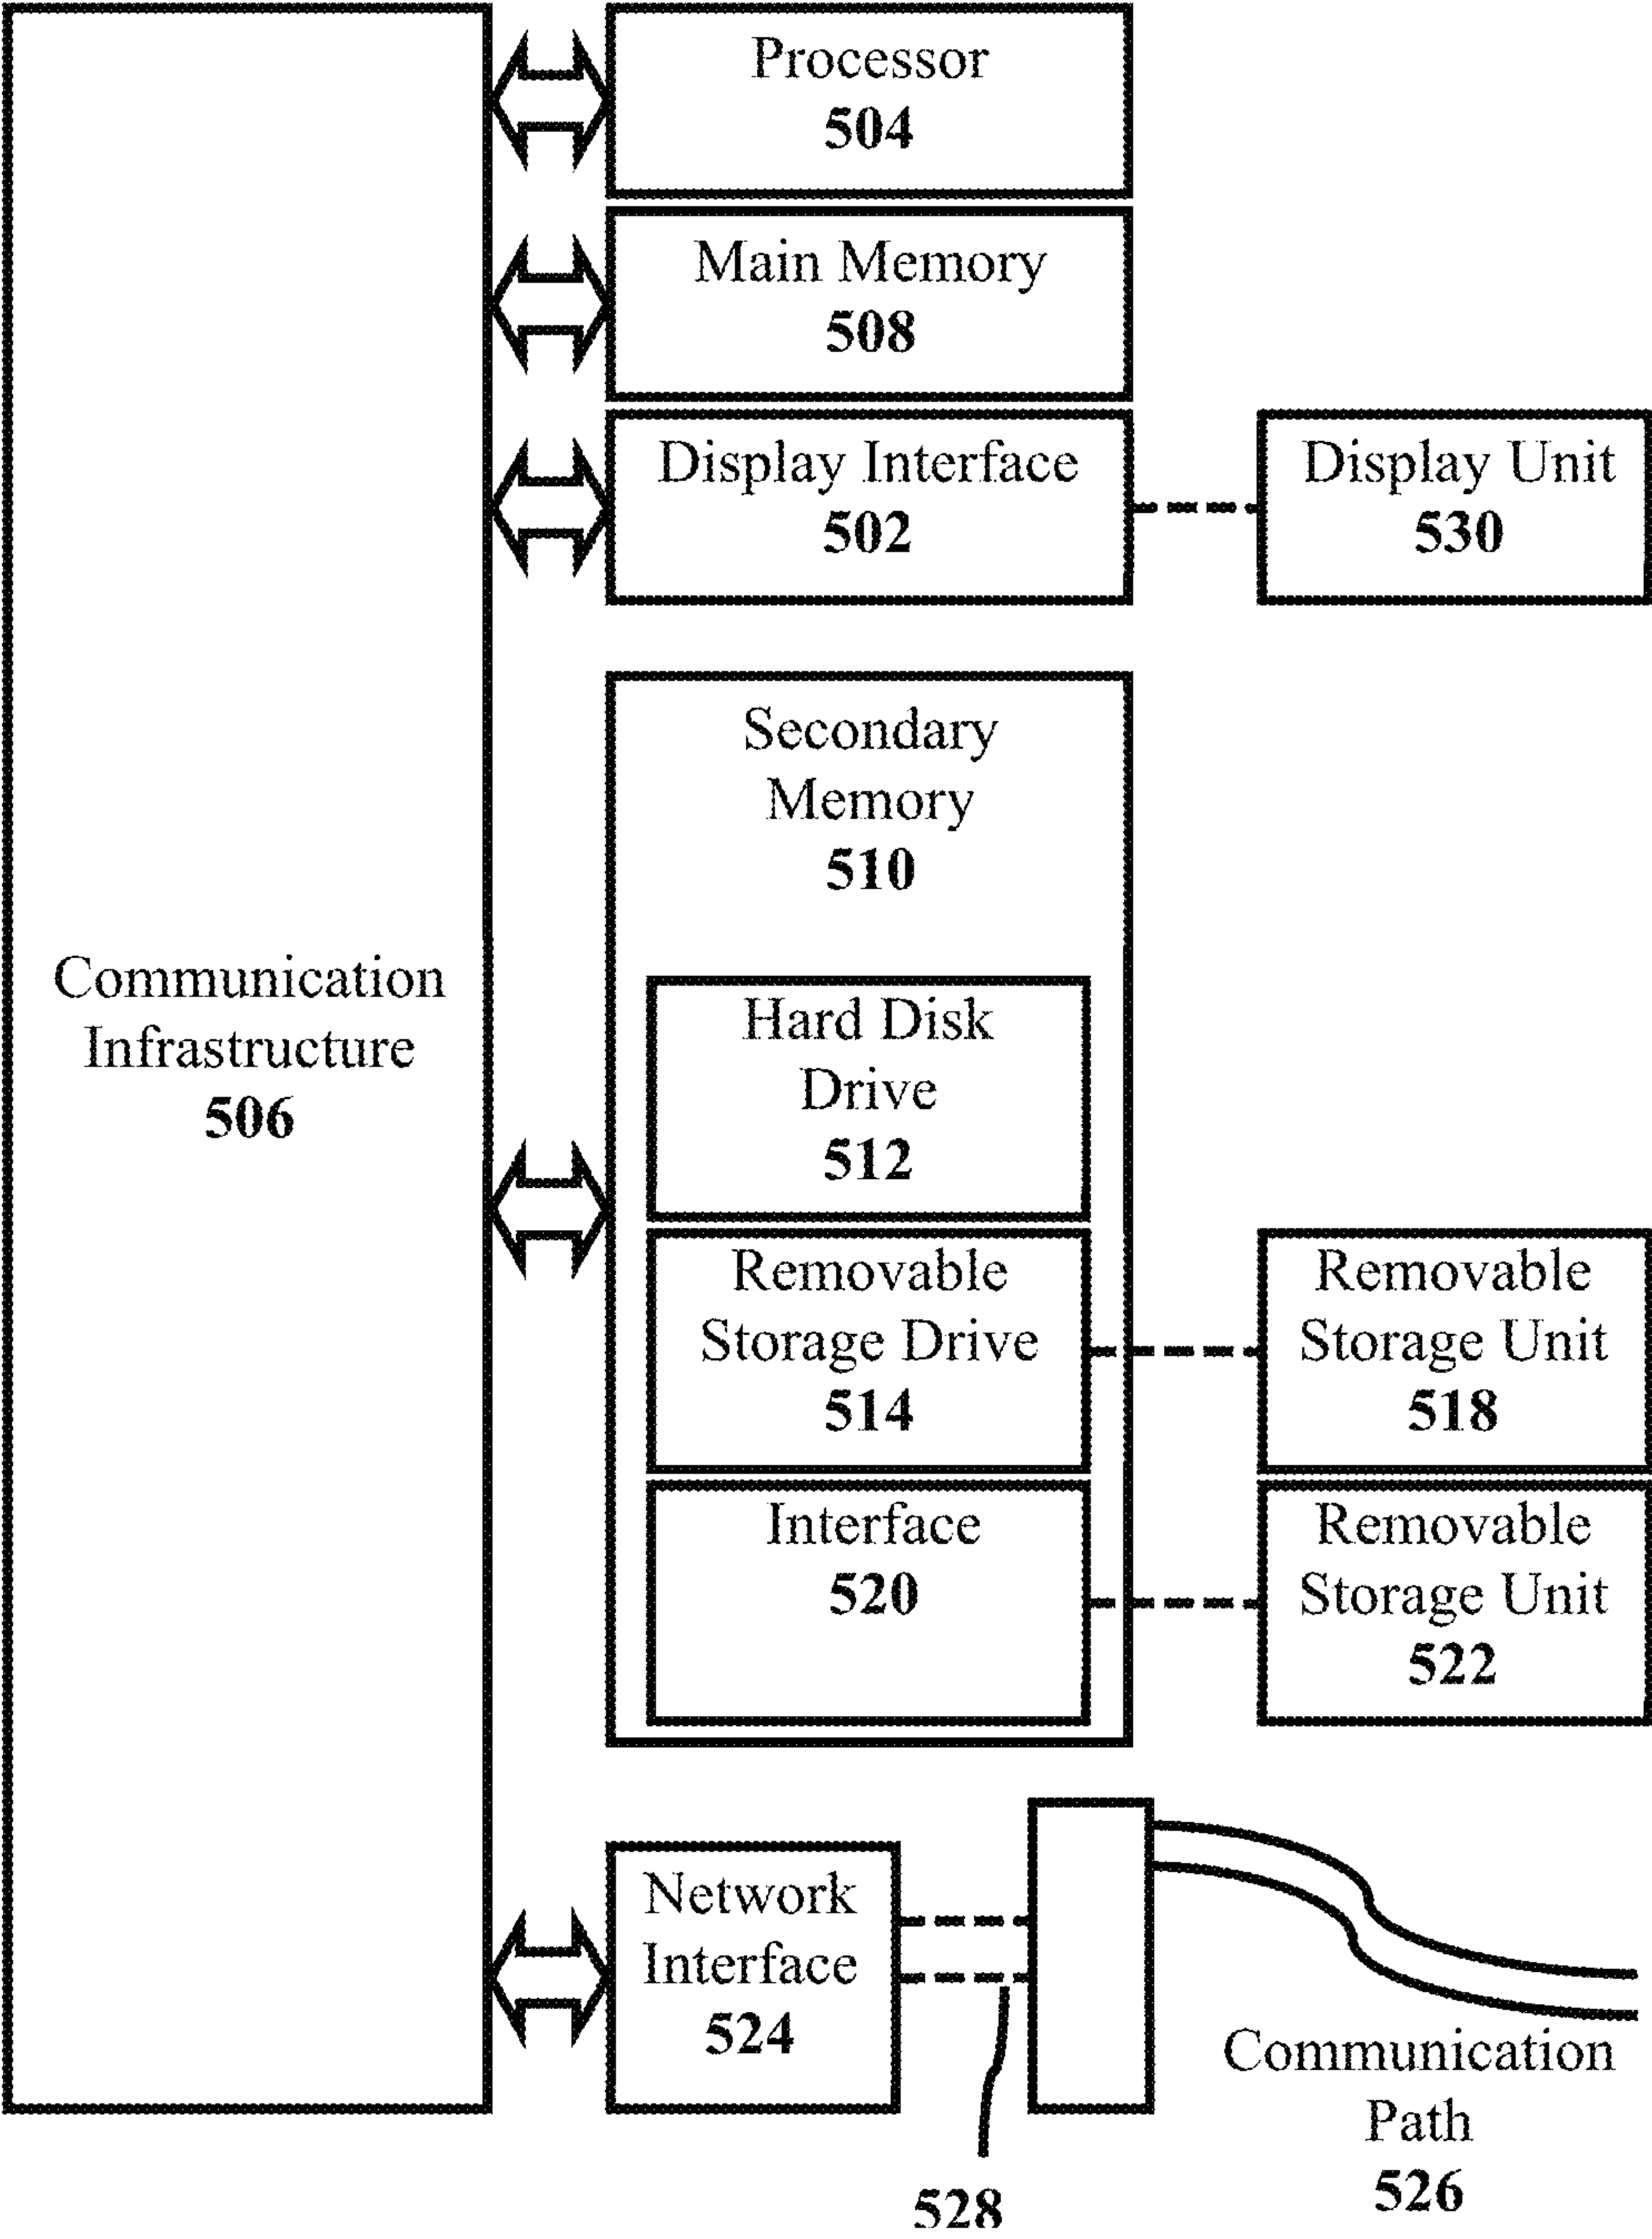 Processor
504
Main Memory
508
Display Interface
502
Display Unit
530
Secondary
Memory
510
Communication
Infrastructure
506
Hard Disk
Drive
512
Removable
Storage Drive
514
Removable
Storage Unit
518
Interface
520
Removable
Storage Unit
522
Network
Interface
524
528
Communication
Path
526